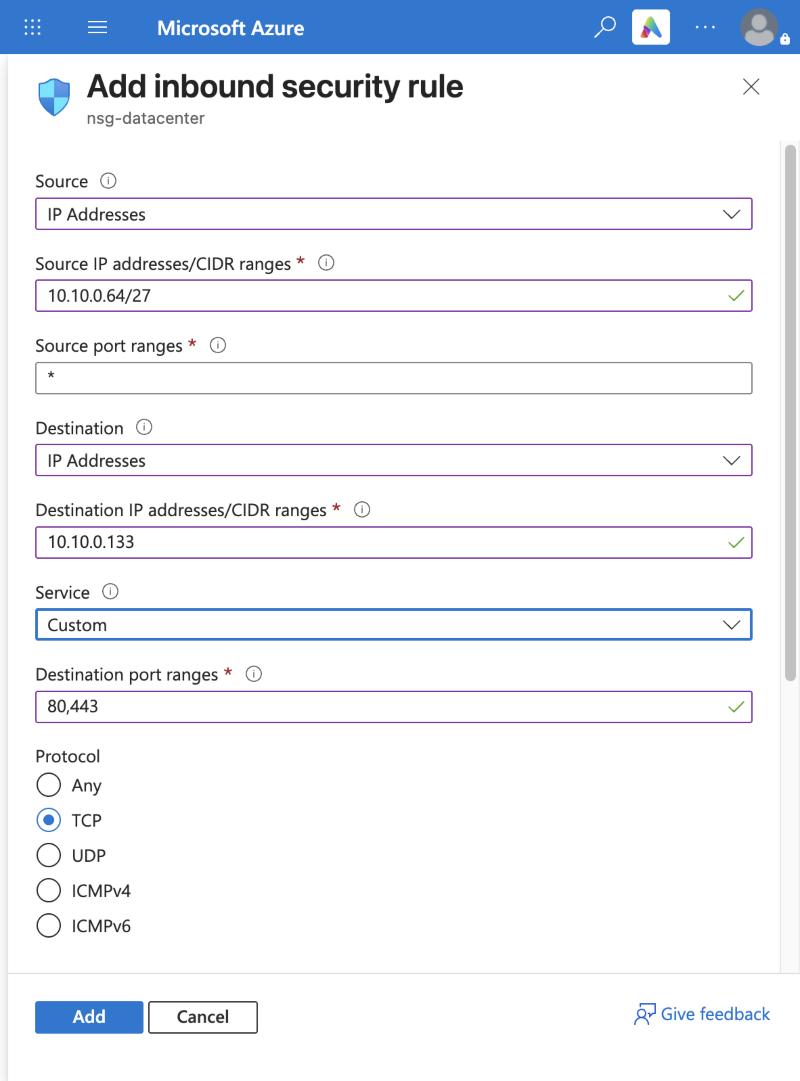 Microsoft Azure
Add inbound security rule
nsg-datacenter
Source
IP Addresses
Source IP addresses/CIDR ranges *
10.10.0.64/27
Source port ranges *
*
Destination
IP Addresses
Destination IP addresses/CIDR ranges *
10.10.0.133
Service
Custom
Destination port ranges *
80,443
Protocol
Any
TCP
UDP
ICMPv4
ICMPv6
Add Cancel Give feedback